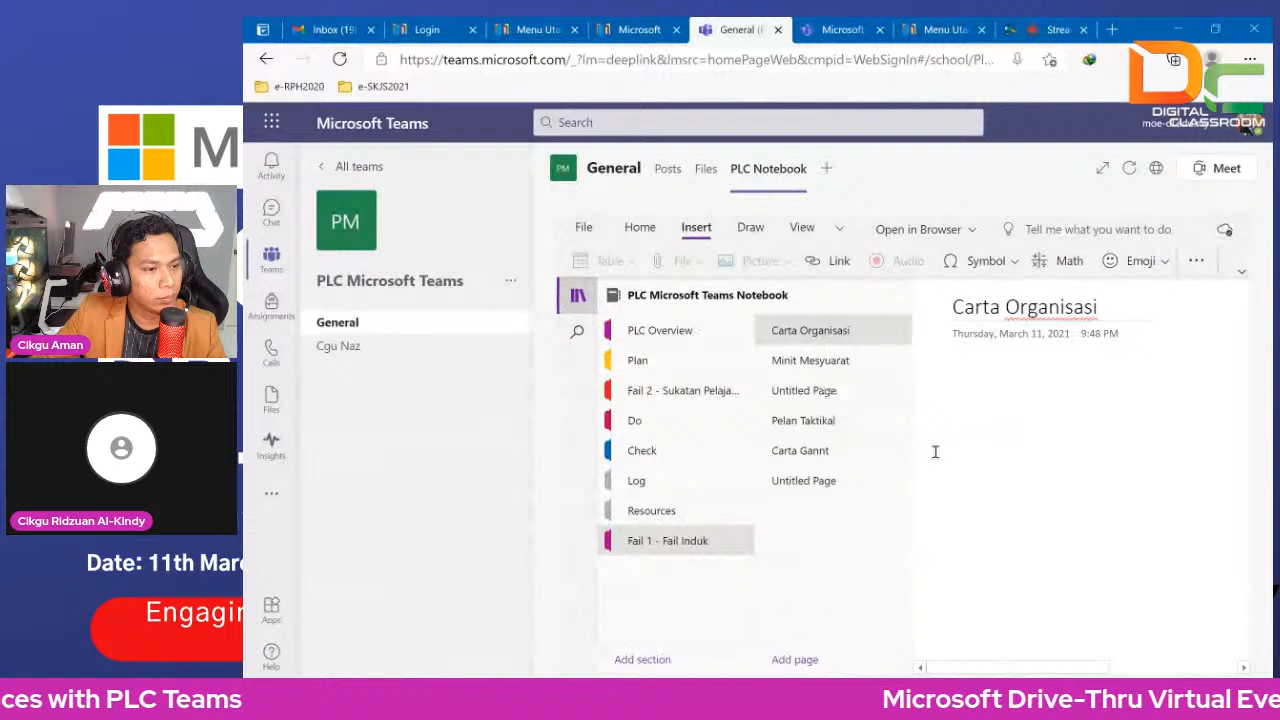 Inbox (19)
Login
Menu Uta
Microsoft
General (F
Microsoft
Menu Uta
Strea
https://teams.microsoft.com/_?lm=deeplink&lmsrc=homePageWeb&cmpid=WebSignIn#/school/Pl...
e-RPH2020
e-SKJS2021
DIGITAL
CLASSROOM
Microsoft Teams
Search
M
Activity
Chat
Teams
Assignments
Calls
Files
Insights
Apps
Help
All teams
PM
PLC Microsoft Teams
General
Cgu Naz
PM
General
Posts
Files
PLC Notebook
Meet
File
Home
Insert
Draw
View
Open in Browser
Tell me what you want to do
Table
File
Picture
Link
Audio
Symbol
Math
Emoji
PLC Microsoft Teams Notebook
PLC Overview
Plan
Fail 2 - Sukatan Pelaja...
Do
Check
Log
Resources
Fail 1 - Fail Induk
Add section
Carta Organisasi
Minit Mesyuarat
Untitled Page
Pelan Taktikal
Carta Gannt
Untitled Page
Add page
Carta Organisasi
Thursday, March 11, 2021 9:48 PM
Cikgu Aman
Cikgu Ridzuan Al-Kindy
Date: 11th Mar
Engagin
ces with PLC Teams
Microsoft Drive-Thru Virtual Eve